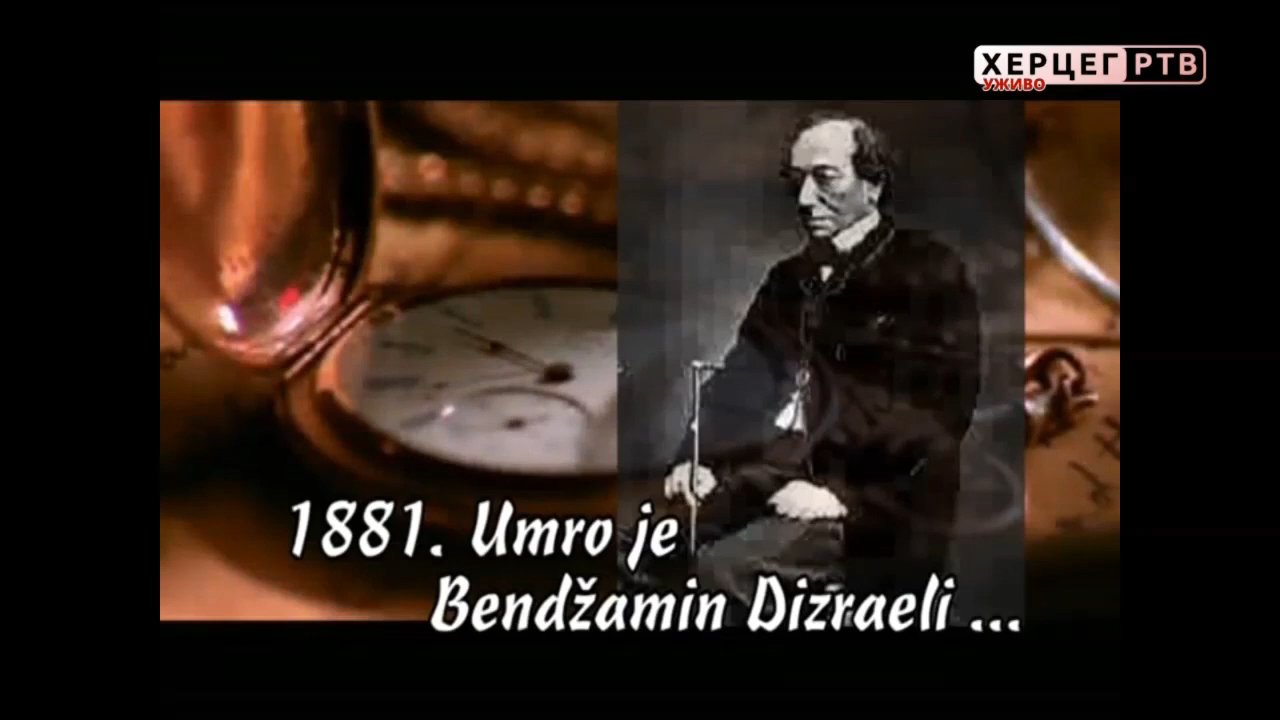 ХЕРЦЕГ РТВ
УЖИВО
1881. Umro je
Bendžamin Dizraeli ...